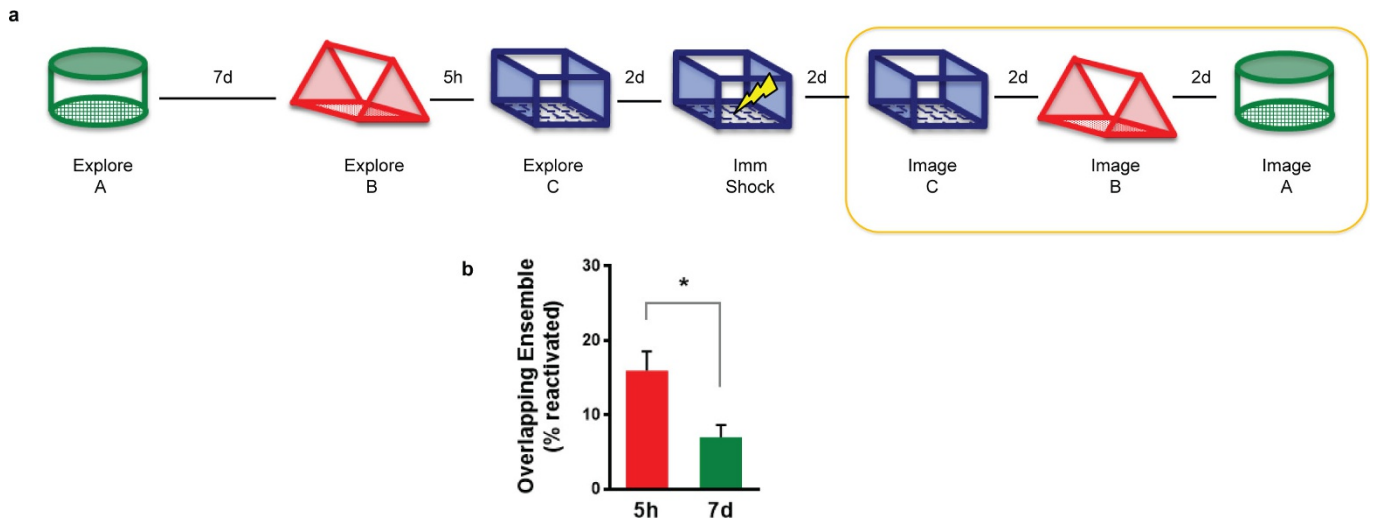 a
7d
5h
2d
2d
2d
2d
Explore
A
Explore
B
Explore
C
Imm
Shock
Image
C
Image
B
Image
A
b
Overlapping Ensemble
(% reactivated)
30
20
10
0
*
5h
7d